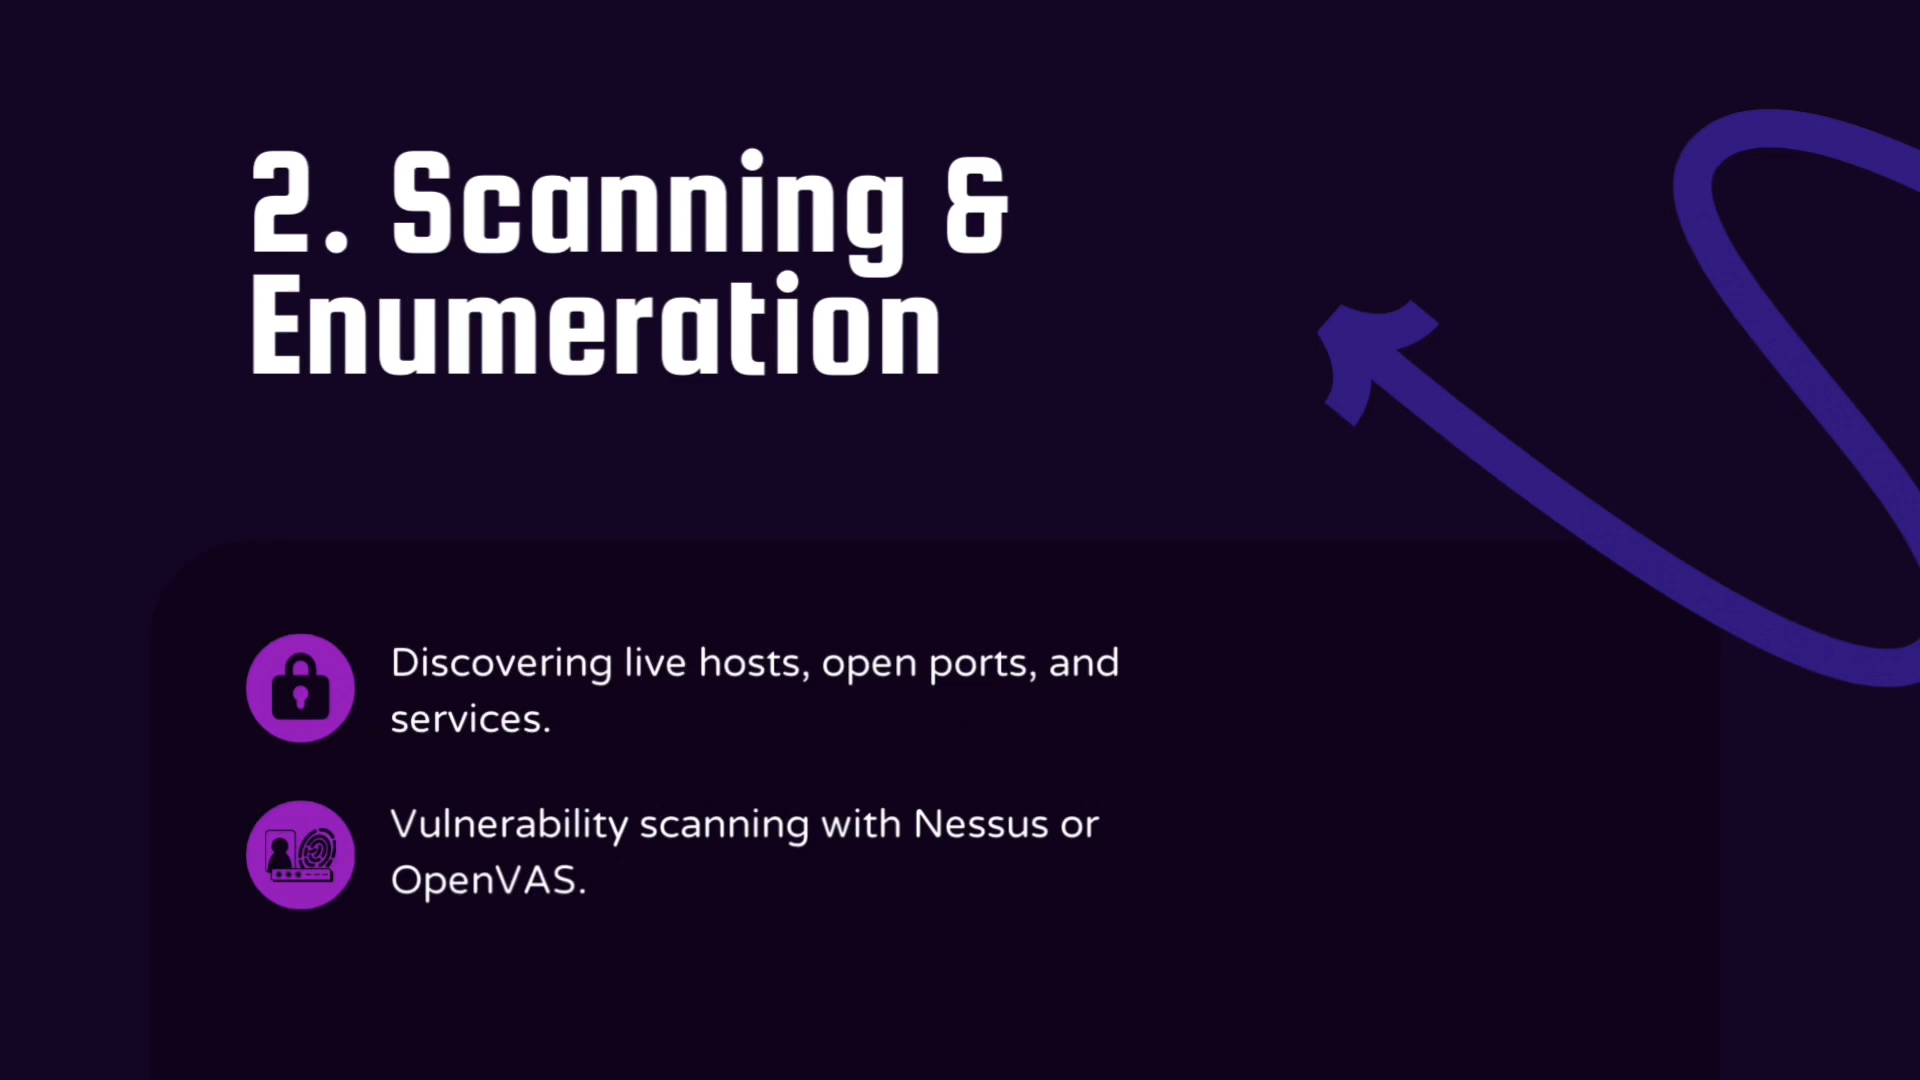 2. Scanning &
Enumeration
Discovering live hosts, open ports, and
services.
Vulnerability scanning with Nessus or
OpenVAS.